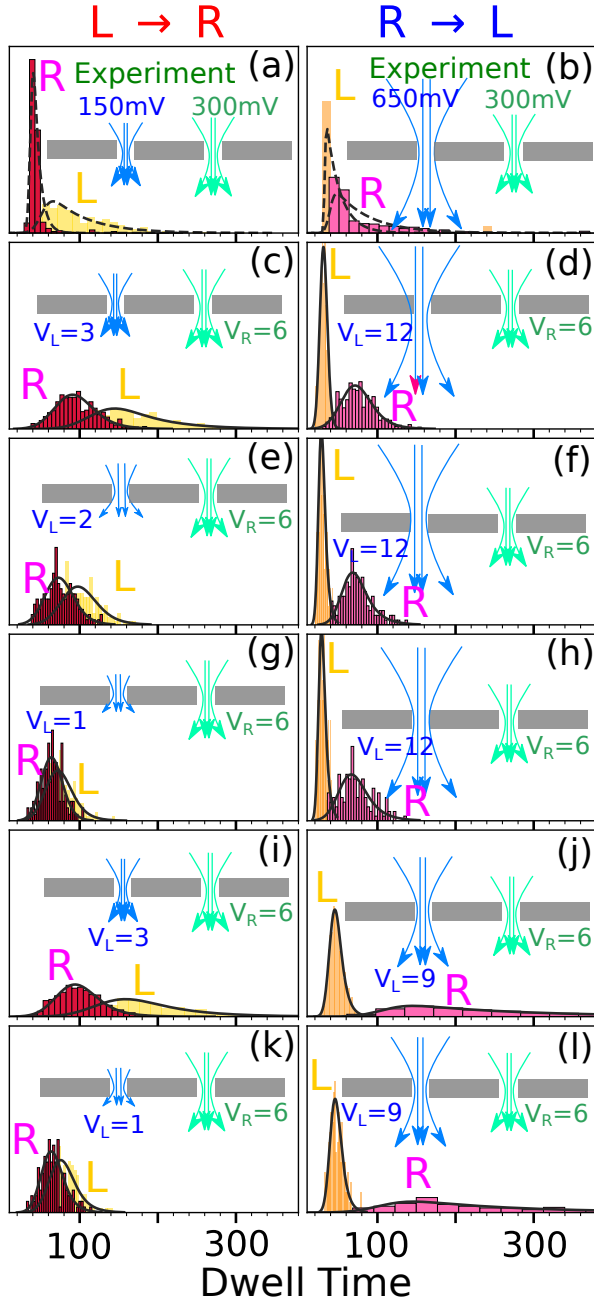 L → R
R → L
(a)
Experiment
R
150mV
300mV
L
(b)
Experiment
L
650mV
300mV
R
(c)
V_L=3
V_R=6
R
L
(d)
L
V_L=12
V_R=6
R
(e)
V_L=2
V_R=6
R
L
(f)
L
V_L=12
V_R=6
R
(g)
V_L=1
V_R=6
R
L
(h)
L
V_L=12
V_R=6
R
(i)
V_L=3
V_R=6
R
L
(j)
L
V_L=9
V_R=6
R
(k)
V_L=1
V_R=6
R
L
(l)
L
V_L=9
V_R=6
R
100
300
100
300
Dwell Time